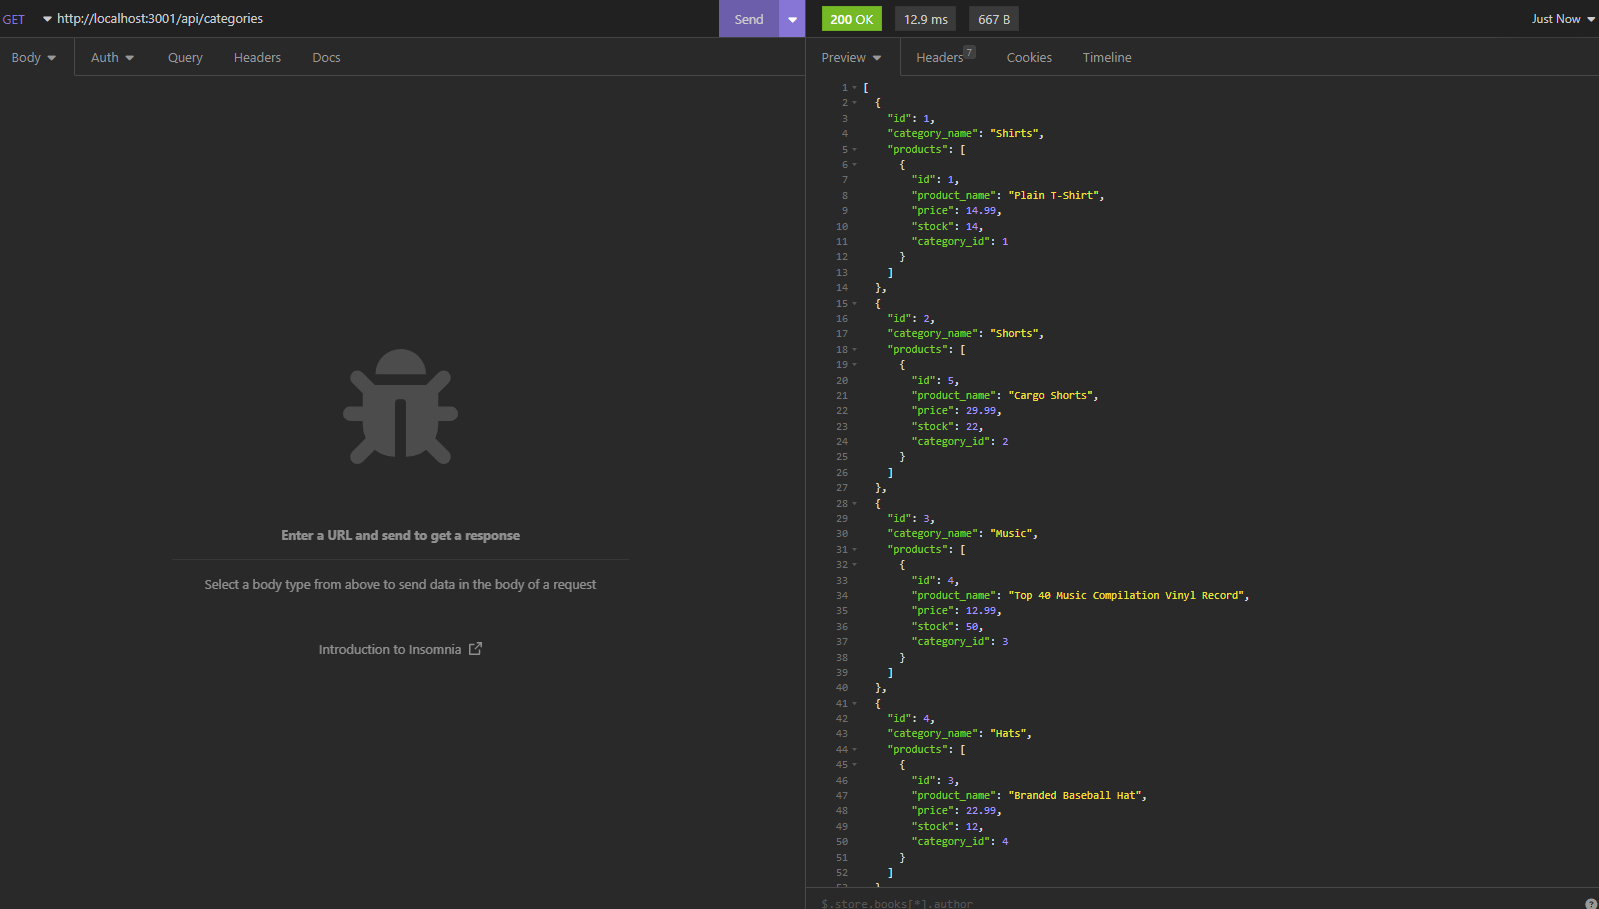 GET http://localhost:3001/api/categories Send 200 OK 12.9 ms 667 B Just Now
Body Auth Query Headers Docs Preview Headers 7 Cookies Timeline
Enter a URL and send to get a response
Select a body type from above to send data in the body of a request
Introduction to Insomnia
1 [
2 {
3 "id": 1,
4 "category_name": "Shirts",
5 "products": [
6 {
7 "id": 1,
8 "product_name": "Plain T-Shirt",
9 "price": 14.99,
10 "stock": 14,
11 "category_id": 1
12 }
13 ]
14 },
15 {
16 "id": 2,
17 "category_name": "Shorts",
18 "products": [
19 {
20 "id": 5,
21 "product_name": "Cargo Shorts",
22 "price": 29.99,
23 "stock": 22,
24 "category_id": 2
25 }
26 ]
27 },
28 {
29 "id": 3,
30 "category_name": "Music",
31 "products": [
32 {
33 "id": 4,
34 "product_name": "Top 40 Music Compilation Vinyl Record",
35 "price": 12.99,
36 "stock": 50,
37 "category_id": 3
38 }
39 ]
40 },
41 {
42 "id": 4,
43 "category_name": "Hats",
44 "products": [
45 {
46 "id": 3,
47 "product_name": "Branded Baseball Hat",
48 "price": 22.99,
49 "stock": 12,
50 "category_id": 4
51 }
52 ]
$.store.books[*].author ?